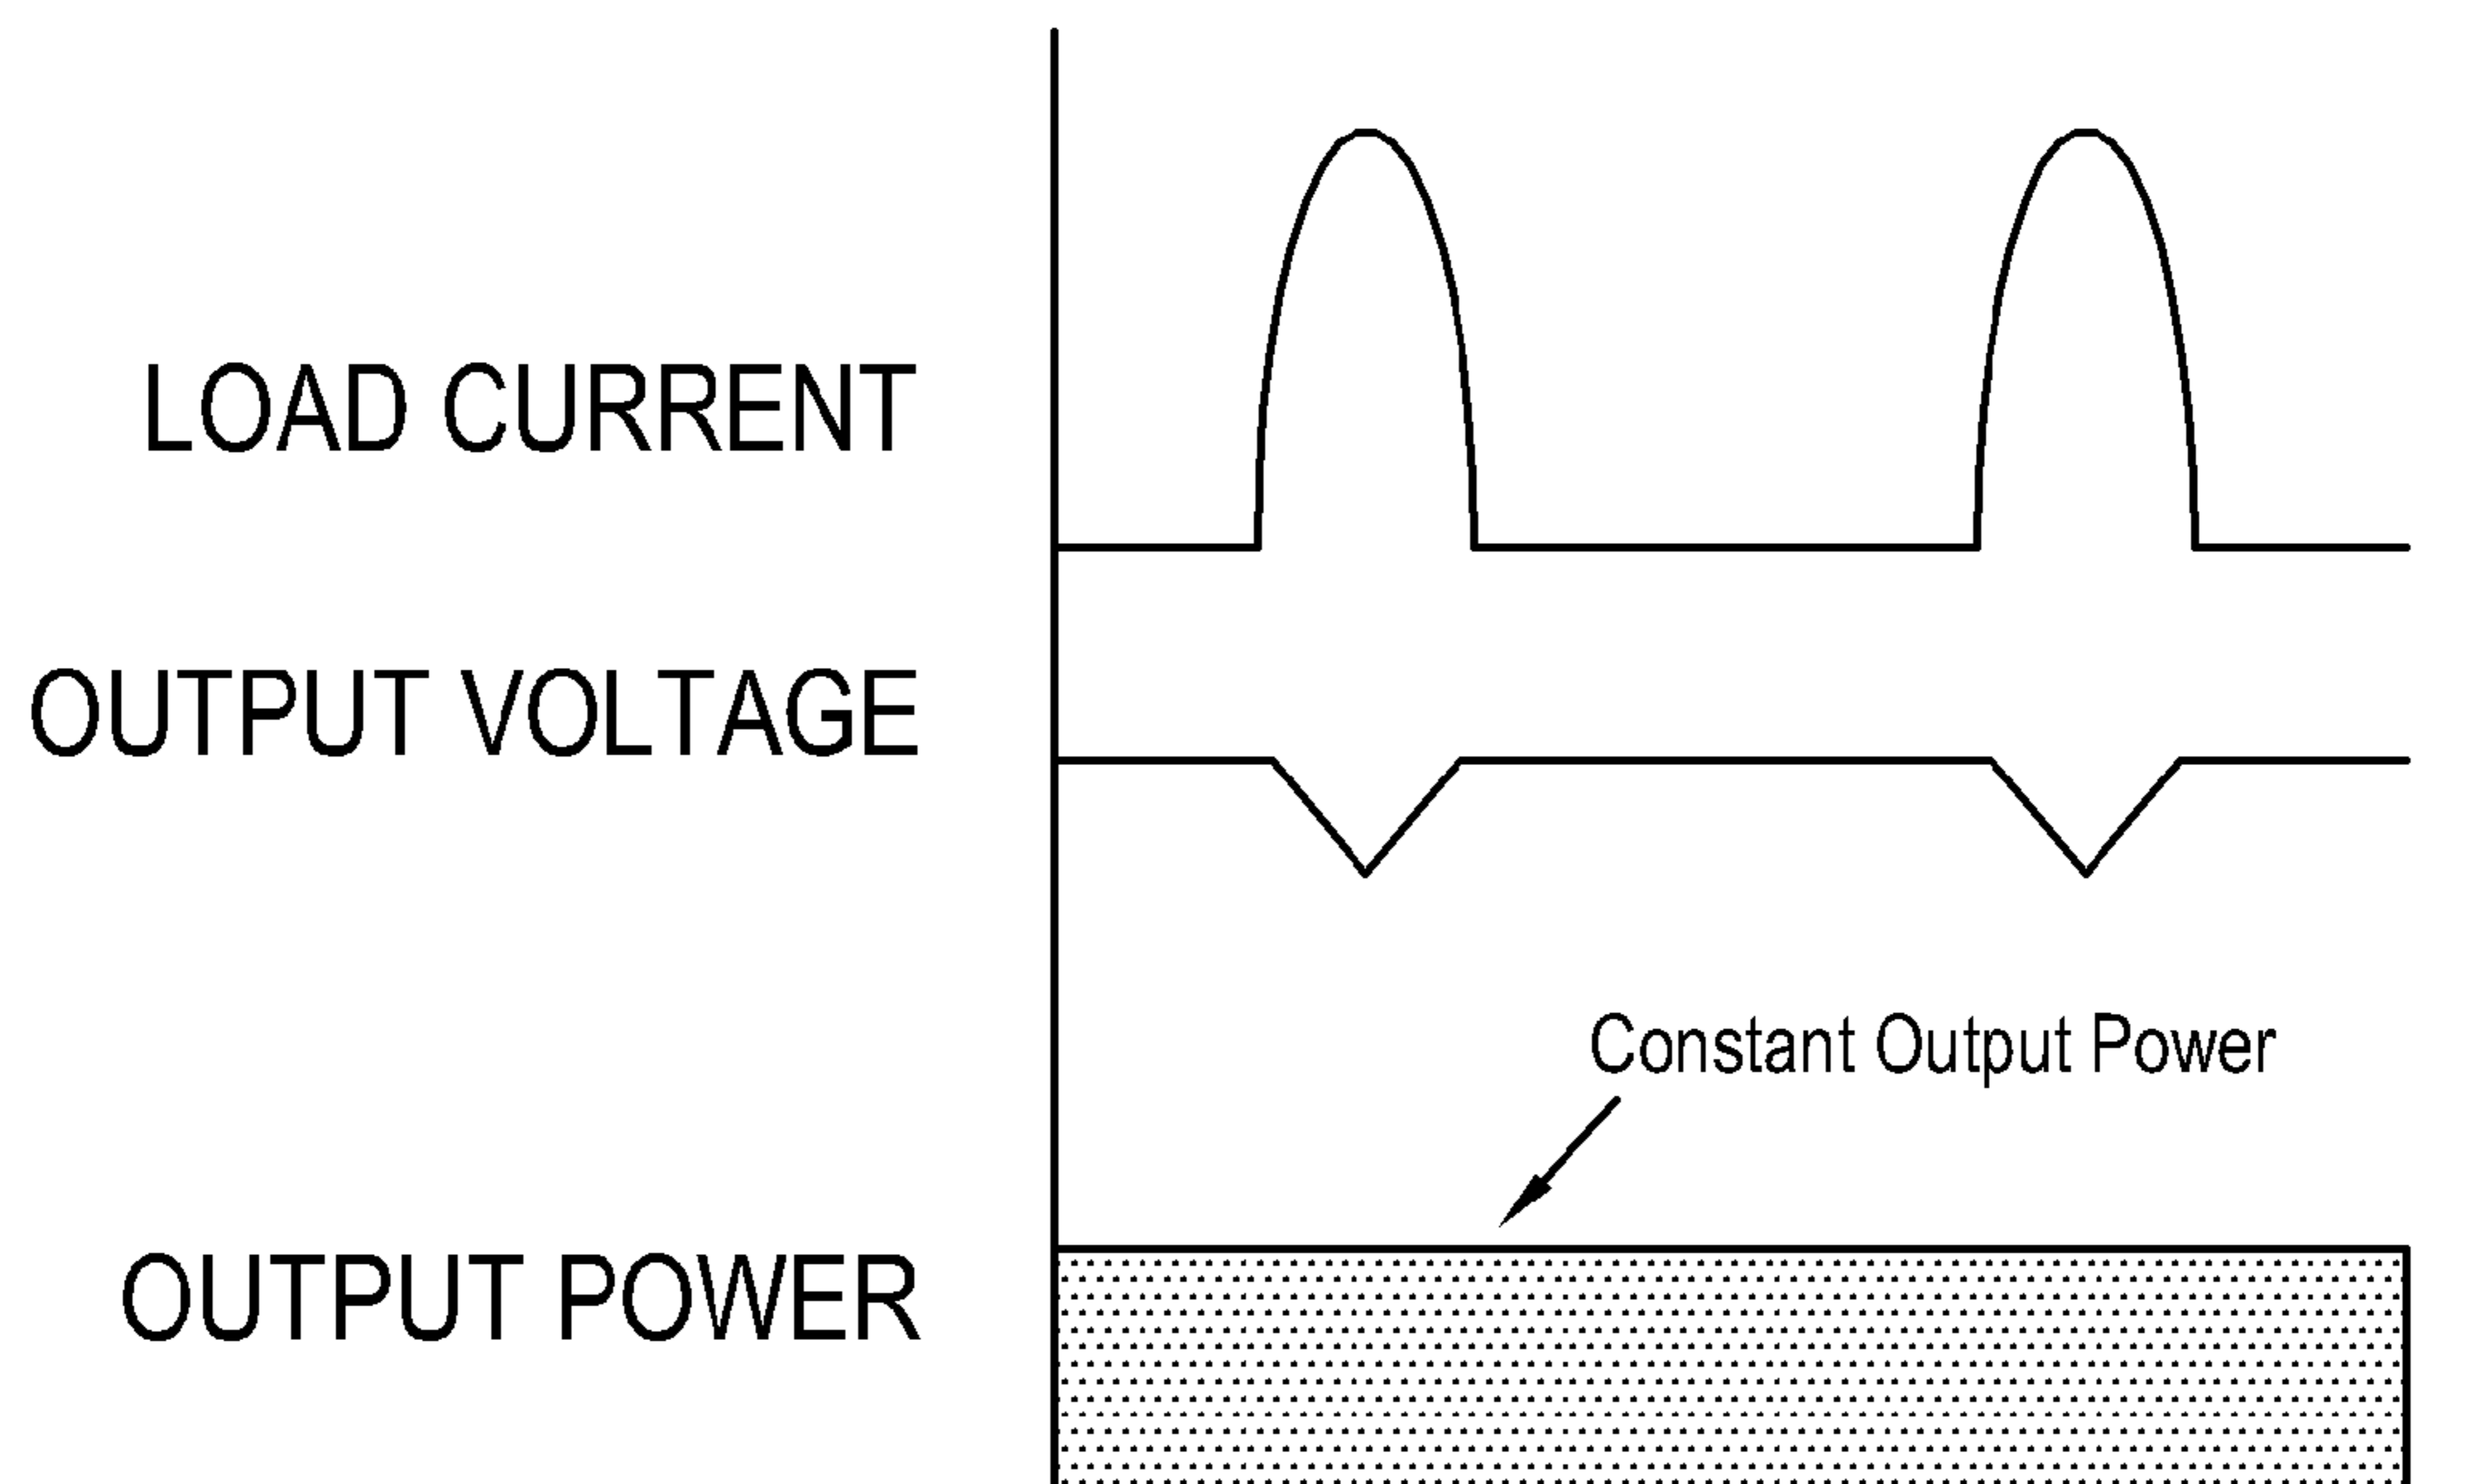 LOAD CURRENT
OUTPUT VOLTAGE
Constant Output Power
OUTPUT POWER